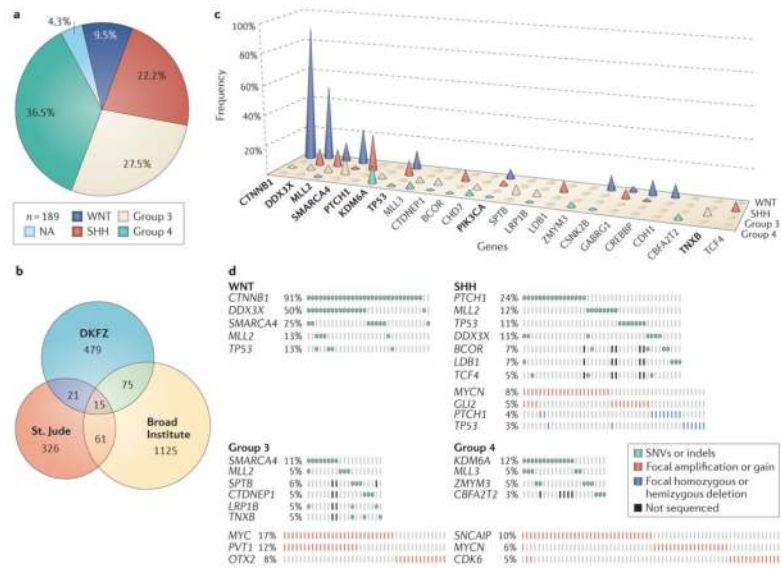 a
4.3%
9.5%
22.2%
27.5%
36.5%
n=189
WNT
Group 3
NA
SHH
Group 4
b
DKFZ
479
21
75
15
St. Jude
326
61
Broad
Institute
1125
c
Frequency
100%
80%
60%
40%
20%
CTNNB1
DDX3X
MLL2
SMARCA4
PTCH1
KDM6A
TP53
MLL3
CTDNEP1
BCOR
CHD7
PIK3CA
SPTB
LRP1B
LDB1
ZMYM3
CSNK2B
GABRG1
CREBBP
CDH1
CBFA2T2
TNXB
TCF4
Genes
WNT
SHH
Group 3
Group 4
d
WNT
CTNNB1 91%
DDX3X 50%
SMARCA4 25%
MLL2 13%
TP53 13%
SHH
PTCH1 24%
MLL2 12%
TP53 11%
DDX3X 11%
BCOR 7%
LDB1 7%
TCF4 5%
MYCN 8%
GLI2 5%
PTCH1 4%
TP53 3%
Group 3
SMARCA4 11%
MLL2 5%
SPTB 6%
CTDNEP1 5%
LRP1B 5%
TNXB 5%
MYC 17%
PVT1 12%
OTX2 8%
Group 4
KDM6A 12%
MLL3 5%
ZMYM3 5%
CBFA2T2 3%
SNCAIP 10%
MYCN 6%
CDK6 5%
SNVs or indels
Focal amplification or gain
Focal homozygous or
hemizygous deletion
Not sequenced